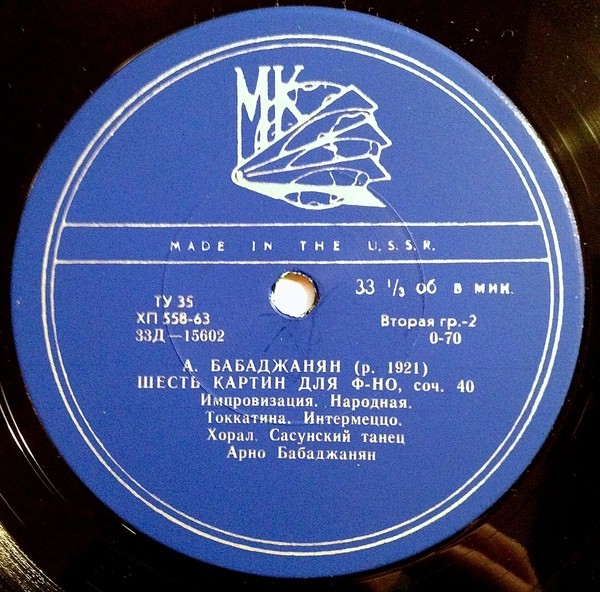 МК
MADE IN THE U.S.S.R.
33 1/3 об в мин.
ТУ 35
ХП 558-63
33Д—15602
Вторая гр.-2
0-70
А. БАБАДЖАНЯН (р. 1921)
ШЕСТЬ КАРТИН ДЛЯ Ф-НО, соч. 40
Импровизация. Народная.
Токкатина. Интермеццо.
Хорал. Сасунский танец
Арно Бабаджанян